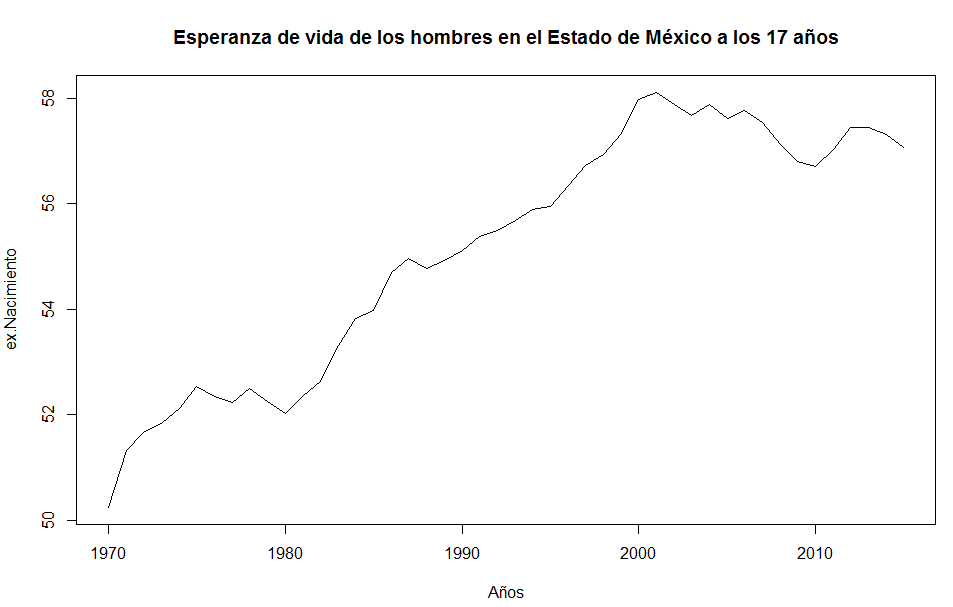 Esperanza de vida de los hombres en el Estado de México a los 17 años
ex.Nacimiento
58
56
54
52
50
1970 1980 1990 2000 2010
Años